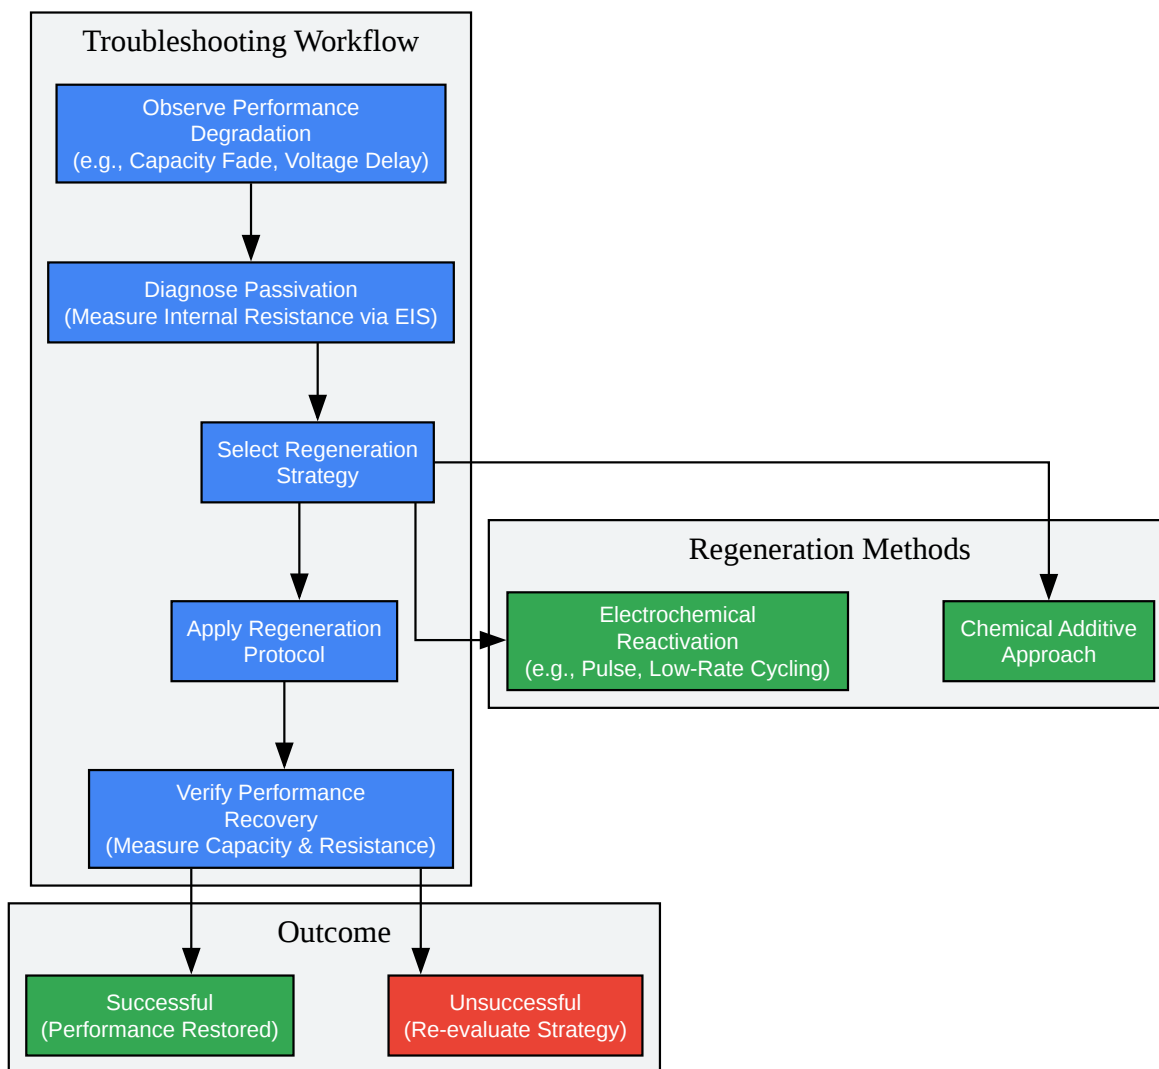 Troubleshooting Workflow
Observe Performance
Degradation
(e.g., Capacity Fade, Voltage Delay)
Diagnose Passivation
(Measure Internal Resistance via EIS)
Select Regeneration
Strategy
Regeneration Methods
Electrochemical
Reactivation
(e.g., Pulse, Low-Rate Cycling)
Chemical Additive
Approach
Apply Regeneration
Protocol
Verify Performance
Recovery
(Measure Capacity & Resistance)
Outcome
Successful
(Performance Restored)
Unsuccessful
(Re-evaluate Strategy)